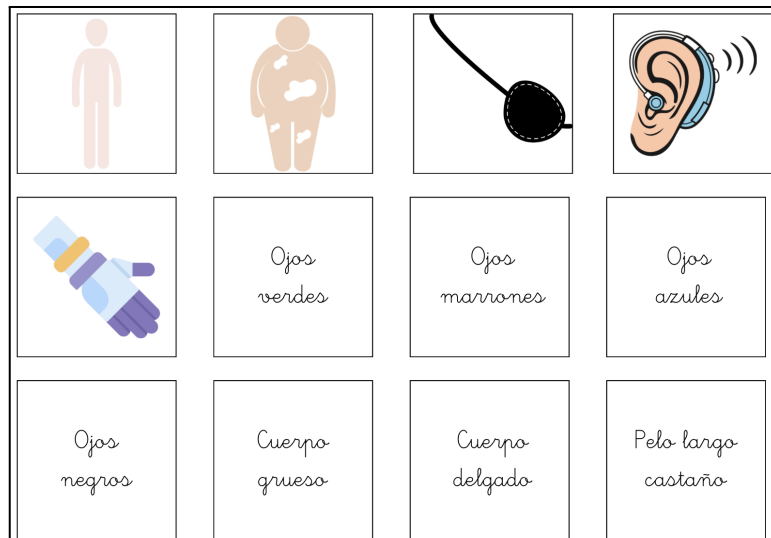 Ojos
verdes
Ojos
marrones
Ojos
azules
Ojos
negros
Cuerpo
grueso
Cuerpo
delgado
Pelo largo
castaño